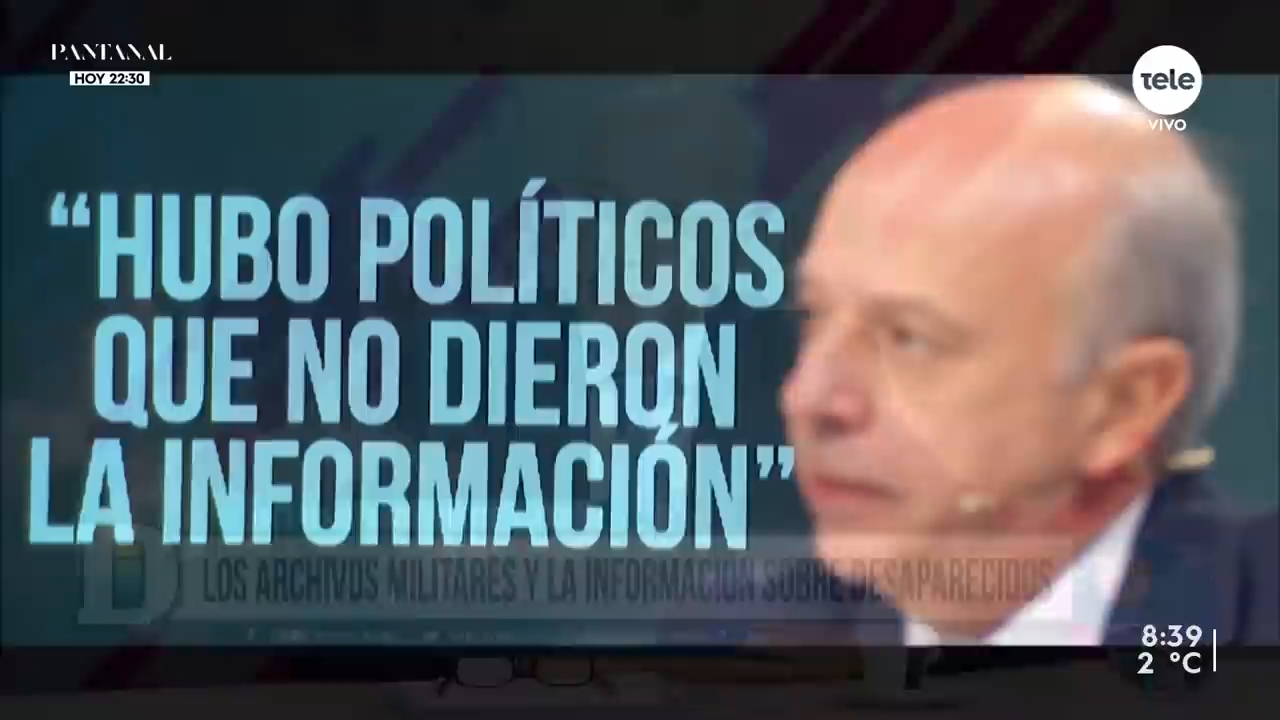 PANTANAL
HOY 22:30
tele
VIVO
“HUBO POLÍTICOS
QUE NO DIERON
LA INFORMACIÓN”
LOS ARCHIVOS MILITARES Y LA INFORMACIÓN SOBRE DESAPARECIDOS
8:39
2 °C